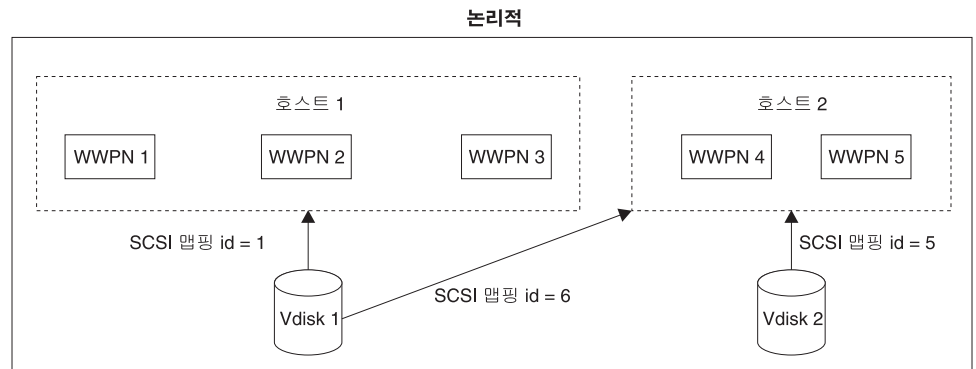 논리적
호스트 1
호스트 2
WWPN 1
WWPN 2
WWPN 3
WWPN 4
WWPN 5
SCSI 맵핑 id = 1
SCSI 맵핑 id = 5
SCSI 맵핑 id = 6
Vdisk 1
Vdisk 2